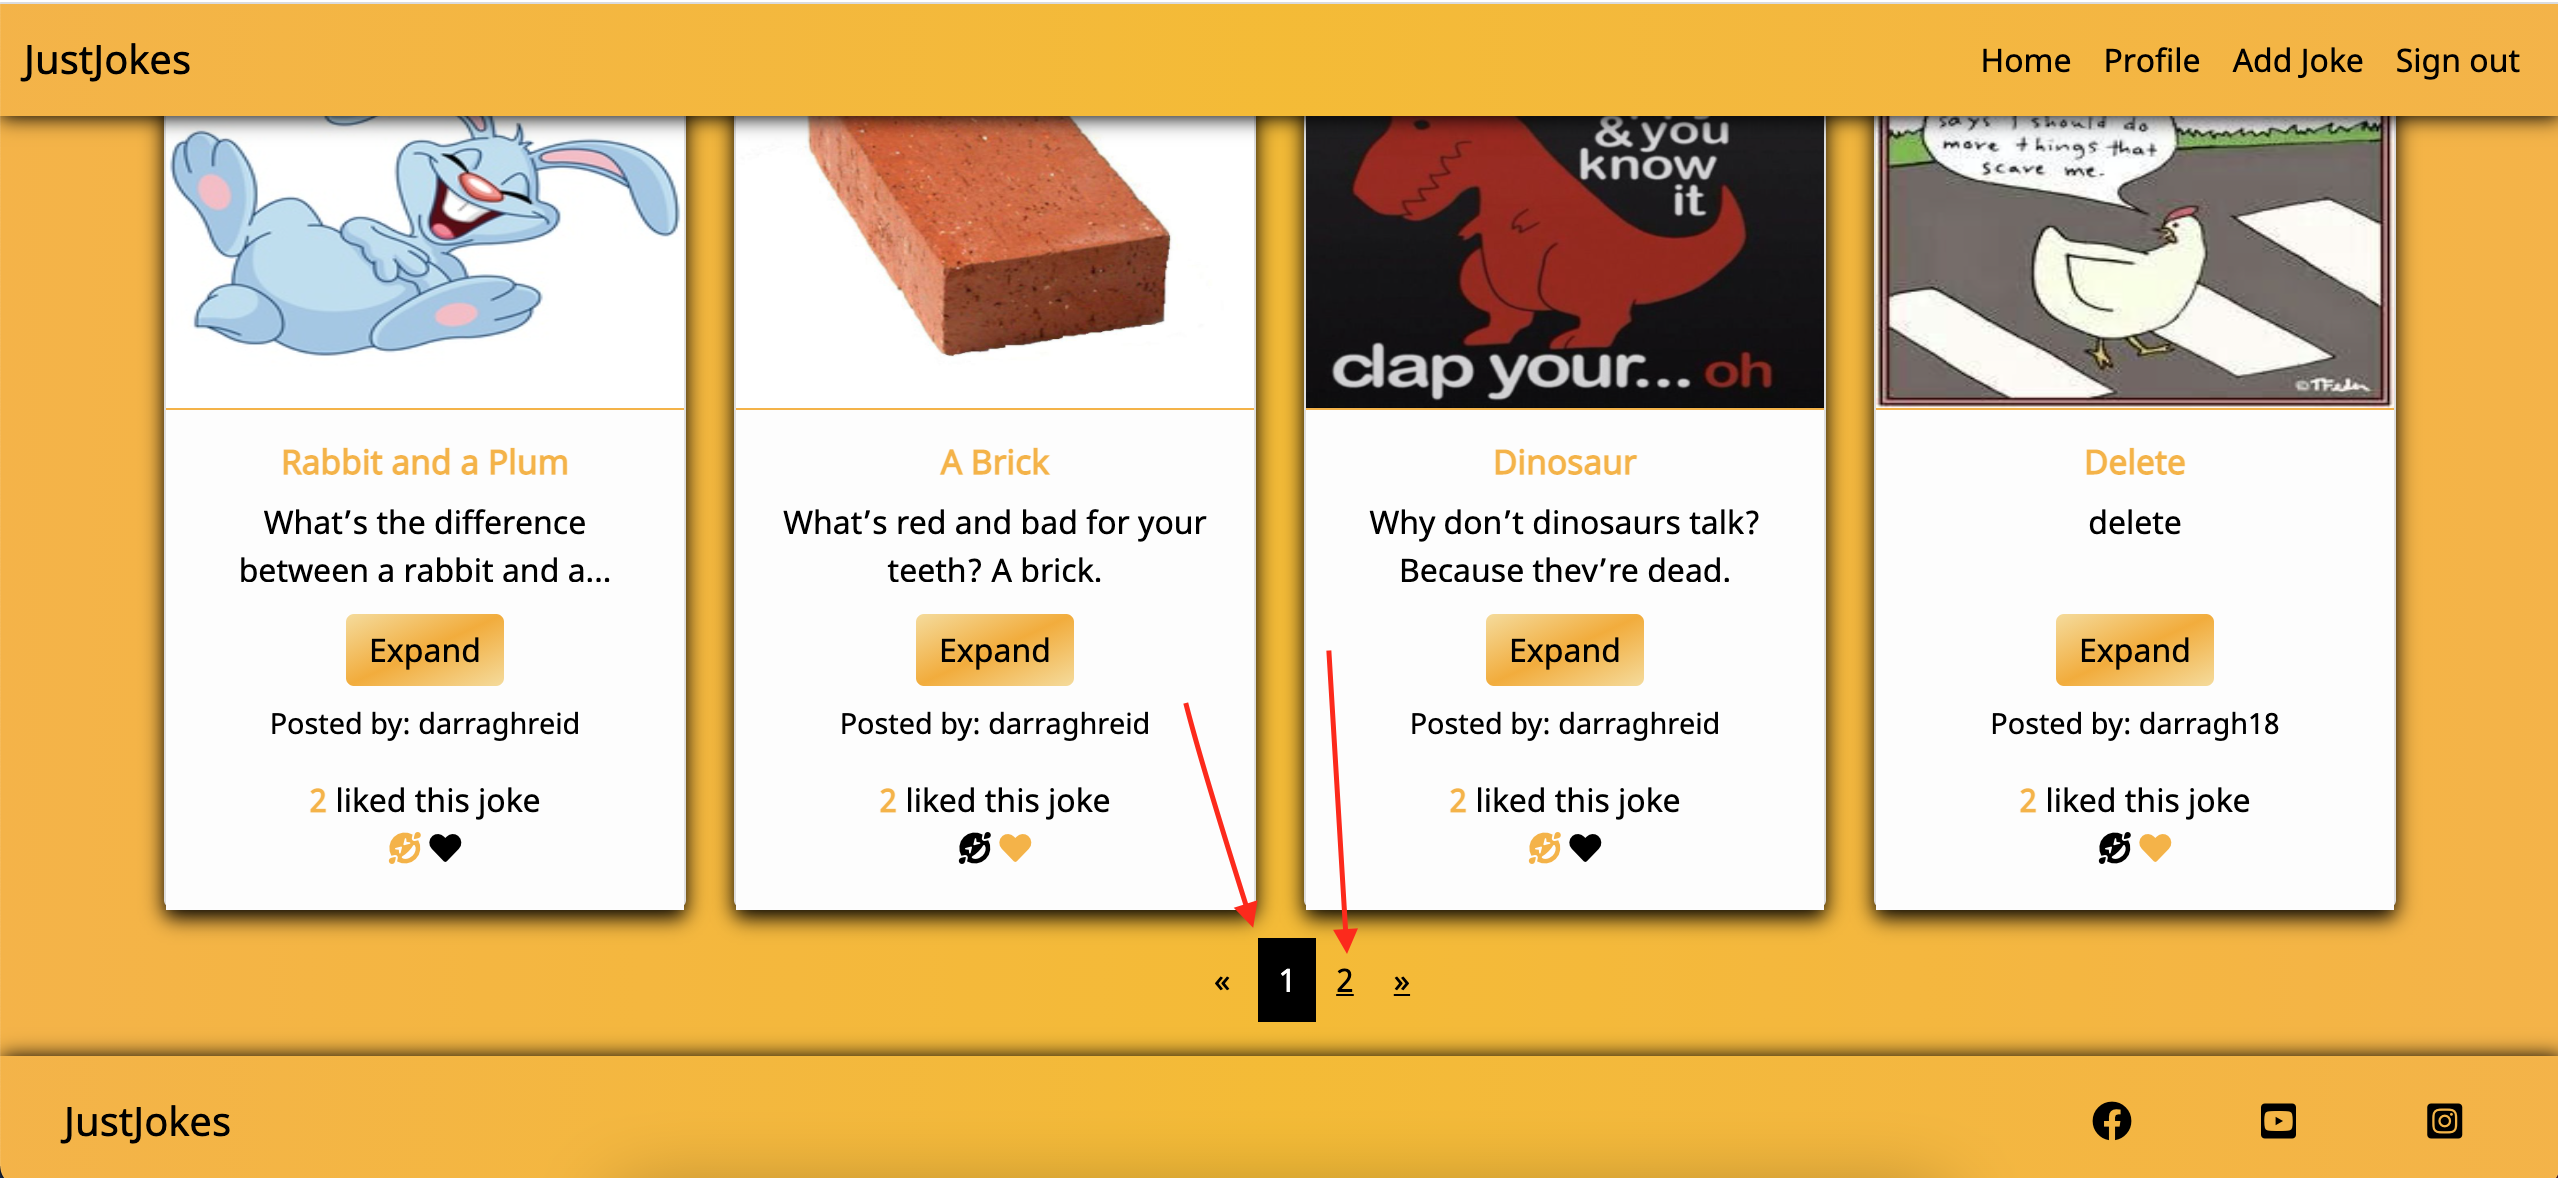 JustJokes
Home Profile Add Joke Sign out
& you
know
it
clap your... oh
says I should do
more things that
scare me.
©TFeder
Rabbit and a Plum
What’s the difference
between a rabbit and a...
Expand
Posted by: darraghreid
2 liked this joke
A Brick
What’s red and bad for your
teeth? A brick.
Expand
Posted by: darraghreid
2 liked this joke
Dinosaur
Why don’t dinosaurs talk?
Because they’re dead.
Expand
Posted by: darraghreid
2 liked this joke
Delete
delete
Expand
Posted by: darragh18
2 liked this joke
« 1 2 »
JustJokes